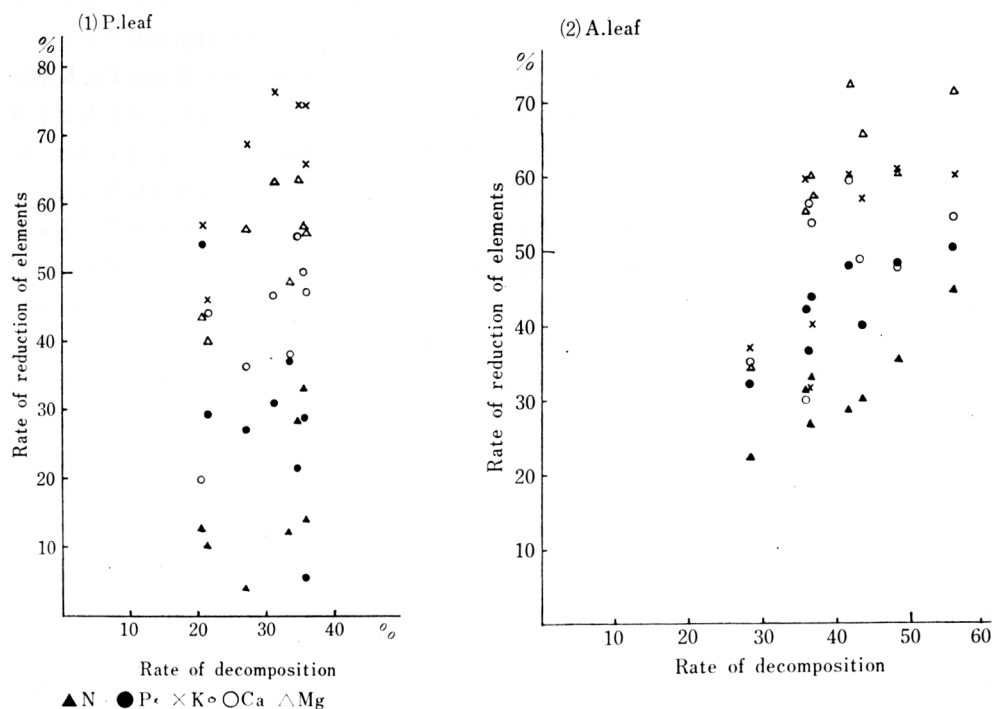 (1) P.leaf
%
80
70
60
50
40
30
20
10
Rate of reduction of elements
10 20 30 40 %
Rate of decomposition
(2) A.leaf
%
70
60
50
40
30
20
10
Rate of reduction of elements
10 20 30 40 50 60
Rate of decomposition
▲ N ● P × K ○ Ca △ Mg